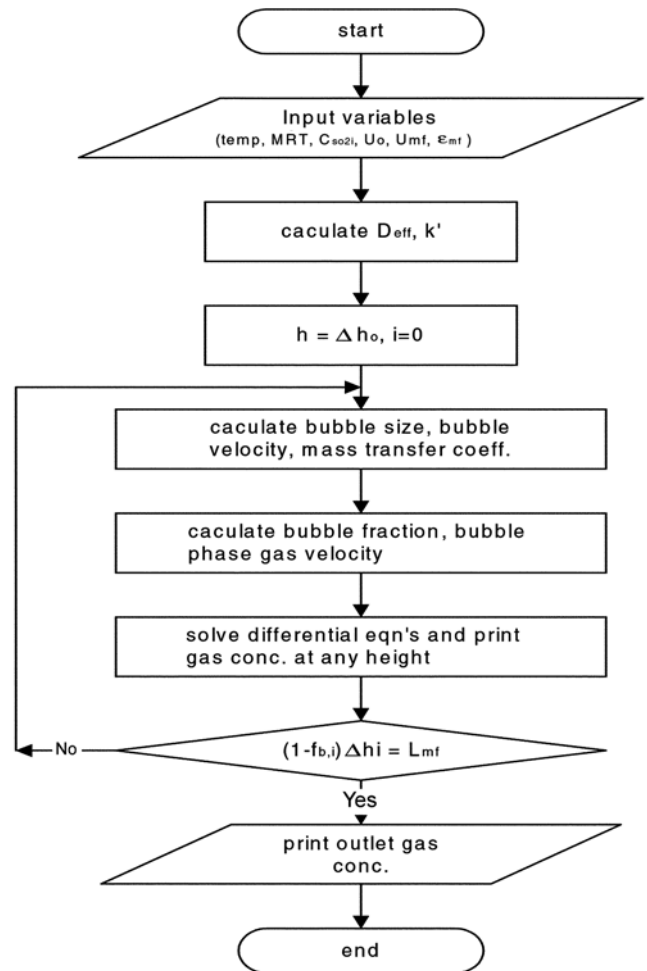 start
Input variables
(temp, MRT, Cso2i, Uo, Umf, εmf )
caculate Deff, k'
h = Δho, i=0
caculate bubble size, bubble
velocity, mass transfer coeff.
caculate bubble fraction, bubble
phase gas velocity
solve differential eqn's and print
gas conc. at any height
(1-fb,i)Δhi = Lmf
No
Yes
print outlet gas
conc.
end